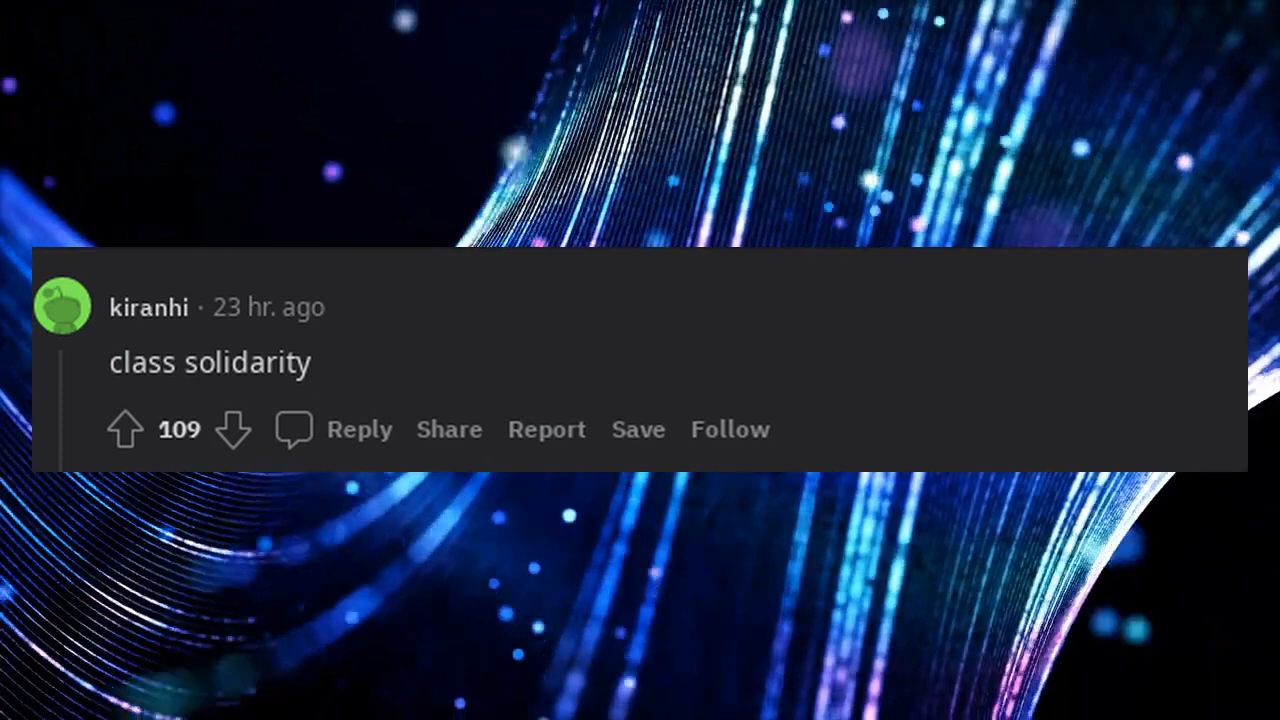 kiranhi · 23 hr. ago
class solidarity
109 Reply Share Report Save Follow